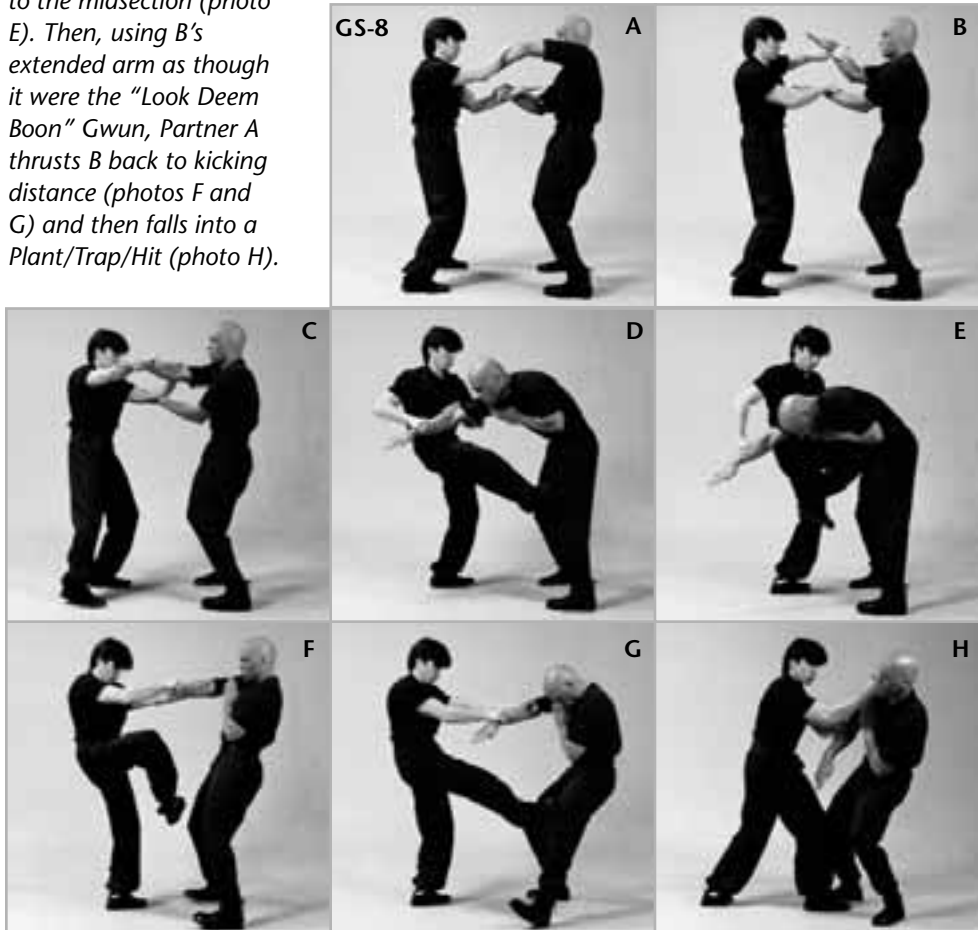 to the midsection (photo
E). Then, using B's
extended arm as though
it were the “Look Deem
Boon” Gwun, Partner A
thrusts B back to kicking
distance (photos F and
G) and then falls into a
Plant/Trap/Hit (photo H).
GS-8 A
B
C
D
E
F
G
H